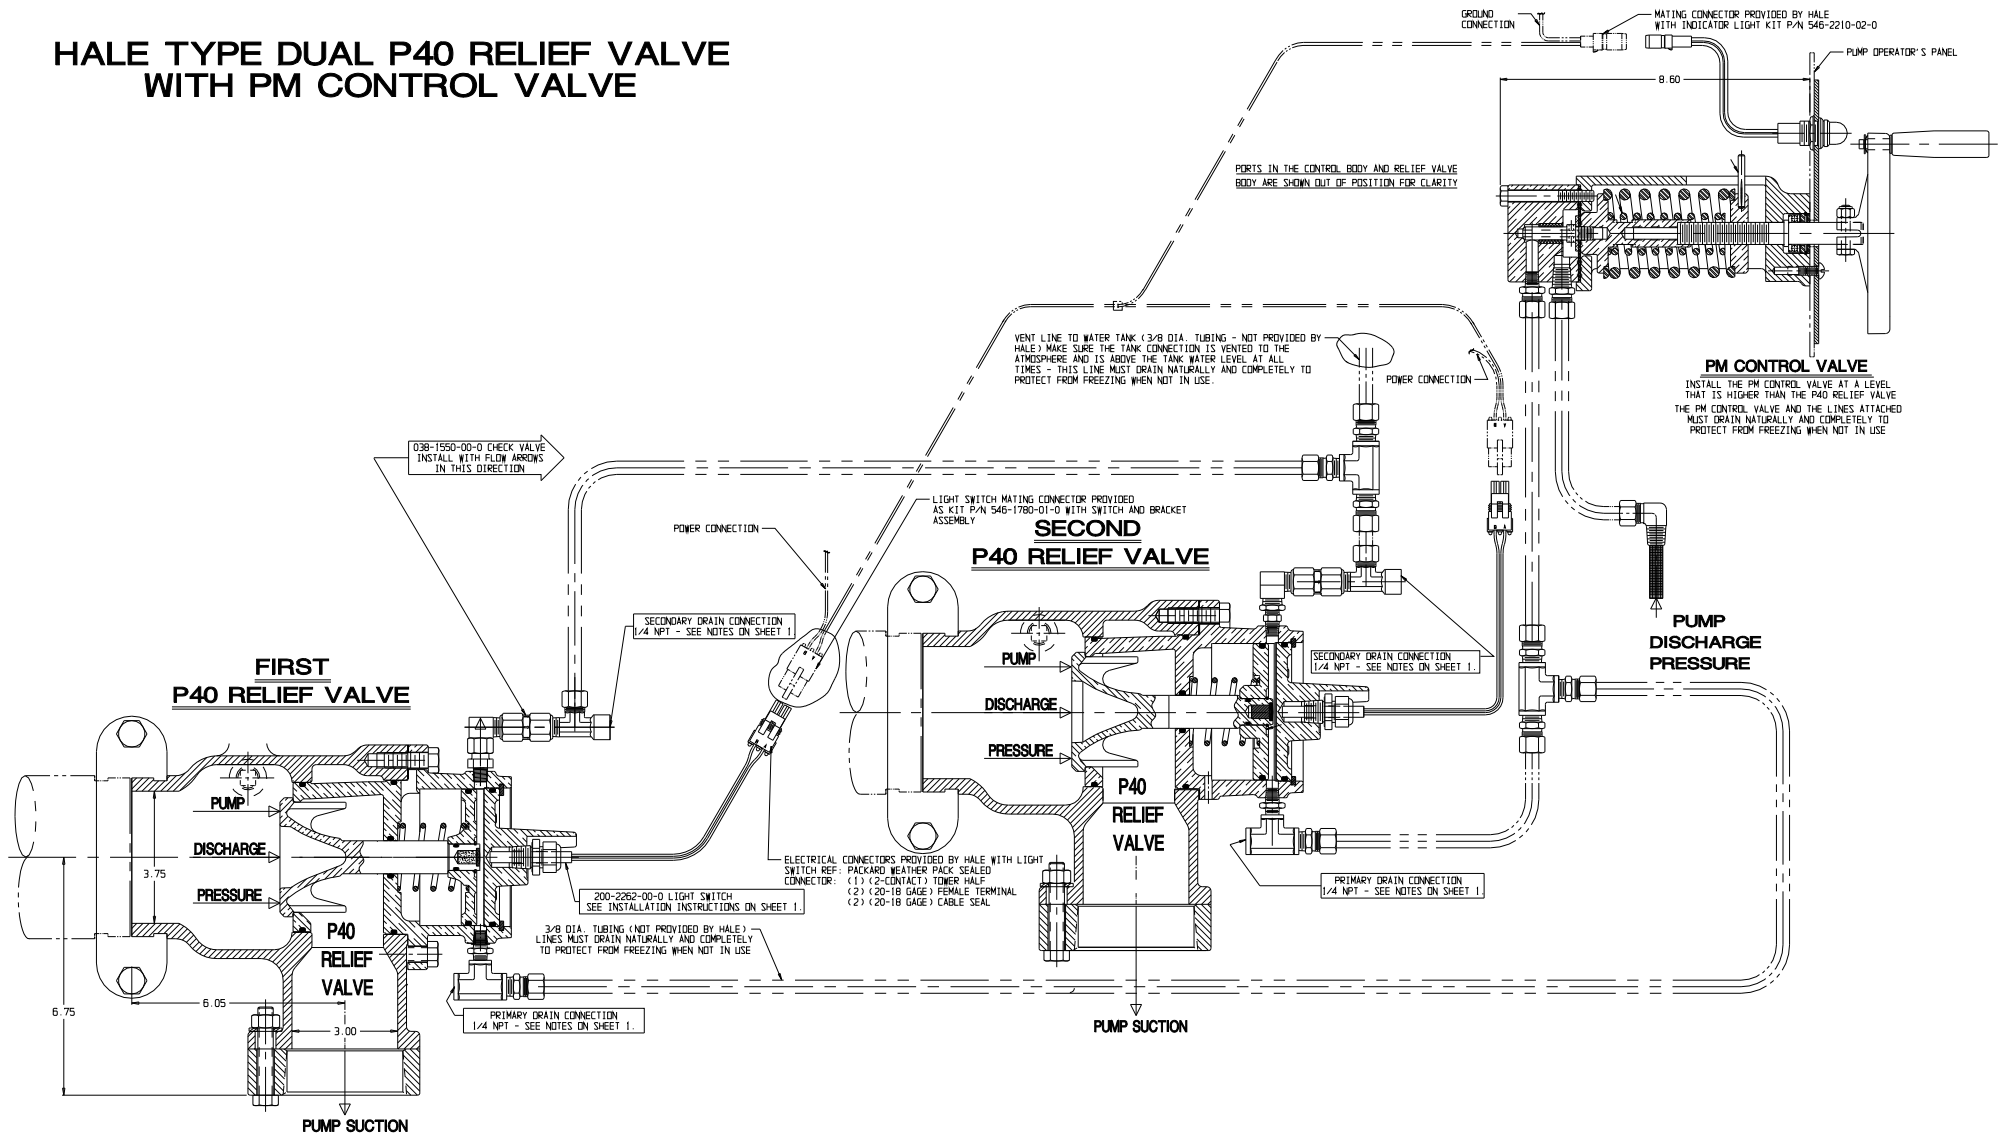 HALE TYPE DUAL P40 RELIEF VALVE
WITH PM CONTROL VALVE
GROUND
CONNECTION
MATING CONNECTOR PROVIDED BY HALE
WITH INDICATOR LIGHT KIT P/N 546-2210-02-0
PUMP OPERATOR'S PANEL
8.60
PORTS IN THE CONTROL BODY AND RELIEF VALVE
BODY ARE SHOWN OUT OF POSITION FOR CLARITY
VENT LINE TO WATER TANK (3/8 DIA. TUBING - NOT PROVIDED BY
HALE) MAKE SURE THE TANK CONNECTION IS VENTED TO THE
ATMOSPHERE AND IS ABOVE THE TANK WATER LEVEL AT ALL
TIMES - THIS LINE MUST DRAIN NATURALLY AND COMPLETELY TO
PROTECT FROM FREEZING WHEN NOT IN USE.
POWER CONNECTION
PM CONTROL VALVE
INSTALL THE PM CONTROL VALVE AT A LEVEL
THAT IS HIGHER THAN THE P40 RELIEF VALVE
THE PM CONTROL VALVE AND THE LINES ATTACHED
MUST DRAIN NATURALLY AND COMPLETELY TO
PROTECT FROM FREEZING WHEN NOT IN USE
038-1550-00-0 CHECK VALVE
INSTALL WITH FLOW ARROWS
IN THIS DIRECTION
LIGHT SWITCH MATING CONNECTOR PROVIDED
AS KIT P/N 546-1780-01-0 WITH SWITCH AND BRACKET
ASSEMBLY
POWER CONNECTION
SECOND
P40 RELIEF VALVE
SECONDARY DRAIN CONNECTION
1/4 NPT - SEE NOTES ON SHEET 1.
PUMP
DISCHARGE
PRESSURE
FIRST
P40 RELIEF VALVE
PUMP
DISCHARGE
PRESSURE
SECONDARY DRAIN CONNECTION
1/4 NPT - SEE NOTES ON SHEET 1.
P40
RELIEF
VALVE
PUMP
DISCHARGE
PRESSURE
3.75
ELECTRICAL CONNECTORS PROVIDED BY HALE WITH LIGHT
SWITCH REF: PACKARD WEATHER PACK SEALED
CONNECTOR: (1) (2-CONTACT) TOWER HALF
(2) (20-18 GAGE) FEMALE TERMINAL
(2) (20-18 GAGE) CABLE SEAL
PRIMARY DRAIN CONNECTION
1/4 NPT - SEE NOTES ON SHEET 1.
200-2262-00-0 LIGHT SWITCH
SEE INSTALLATION INSTRUCTIONS ON SHEET 1.
3/8 DIA. TUBING (NOT PROVIDED BY HALE)
LINES MUST DRAIN NATURALLY AND COMPLETELY
TO PROTECT FROM FREEZING WHEN NOT IN USE
P40
RELIEF
VALVE
6.05
6.75
3.00
PRIMARY DRAIN CONNECTION
1/4 NPT - SEE NOTES ON SHEET 1.
PUMP SUCTION
PUMP SUCTION